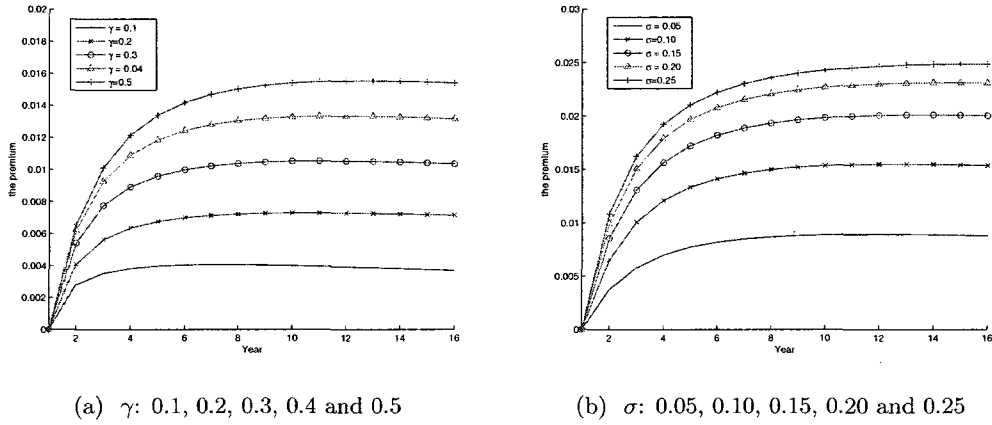 0.02
0.018
0.016
0.014
0.012
0.01
0.008
0.006
0.004
0.002
0
the premium
γ = 0.1
γ=0.2
γ = 0.3
γ = 0.04
γ=0.5
2 4 6 8 10 12 14 16
Year
(a) γ: 0.1, 0.2, 0.3, 0.4 and 0.5
0.03
0.025
0.02
0.015
0.01
0.005
0
the premium
σ = 0.05
σ=0.10
σ = 0.15
σ = 0.20
σ=0.25
2 4 6 8 10 12 14 16
Year
(b) σ: 0.05, 0.10, 0.15, 0.20 and 0.25